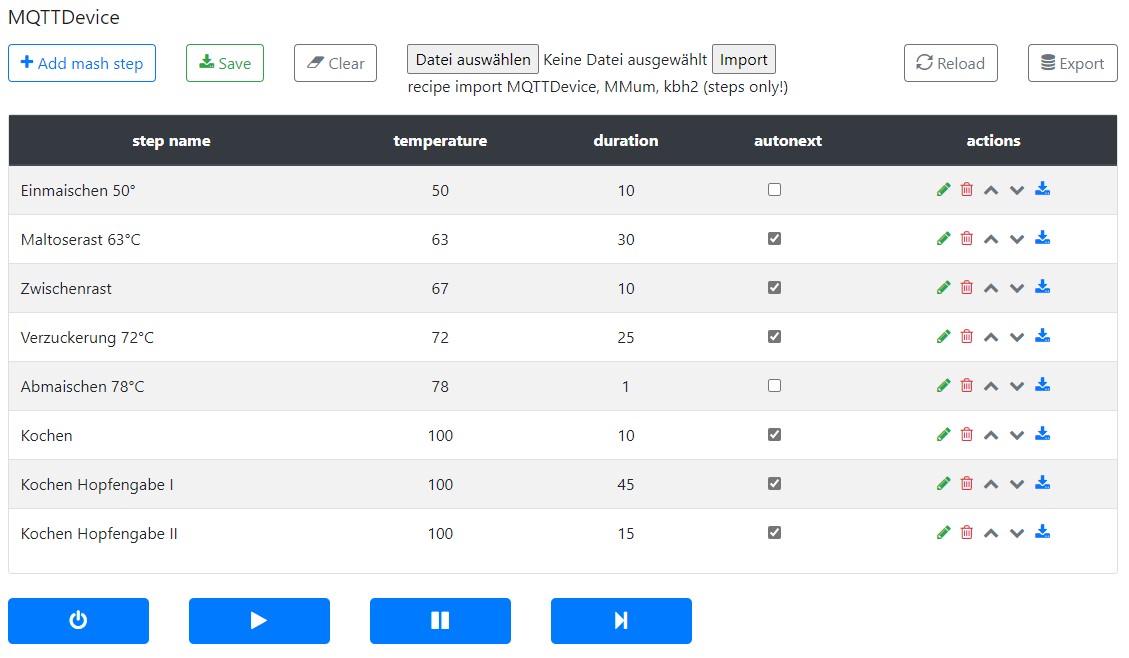 MQTTDevice
Add mash step Save Clear Datei auswählen Keine Datei ausgewählt Import Reload Export
recipe import MQTTDevice, MMum, kbh2 (steps only!)
step name temperature duration autonext actions
Einmaischen 50° 50 10
Maltoserast 63°C 63 30
Zwischenrast 67 10
Verzuckerung 72°C 72 25
Abmaischen 78°C 78 1
Kochen 100 10
Kochen Hopfengabe I 100 45
Kochen Hopfengabe II 100 15